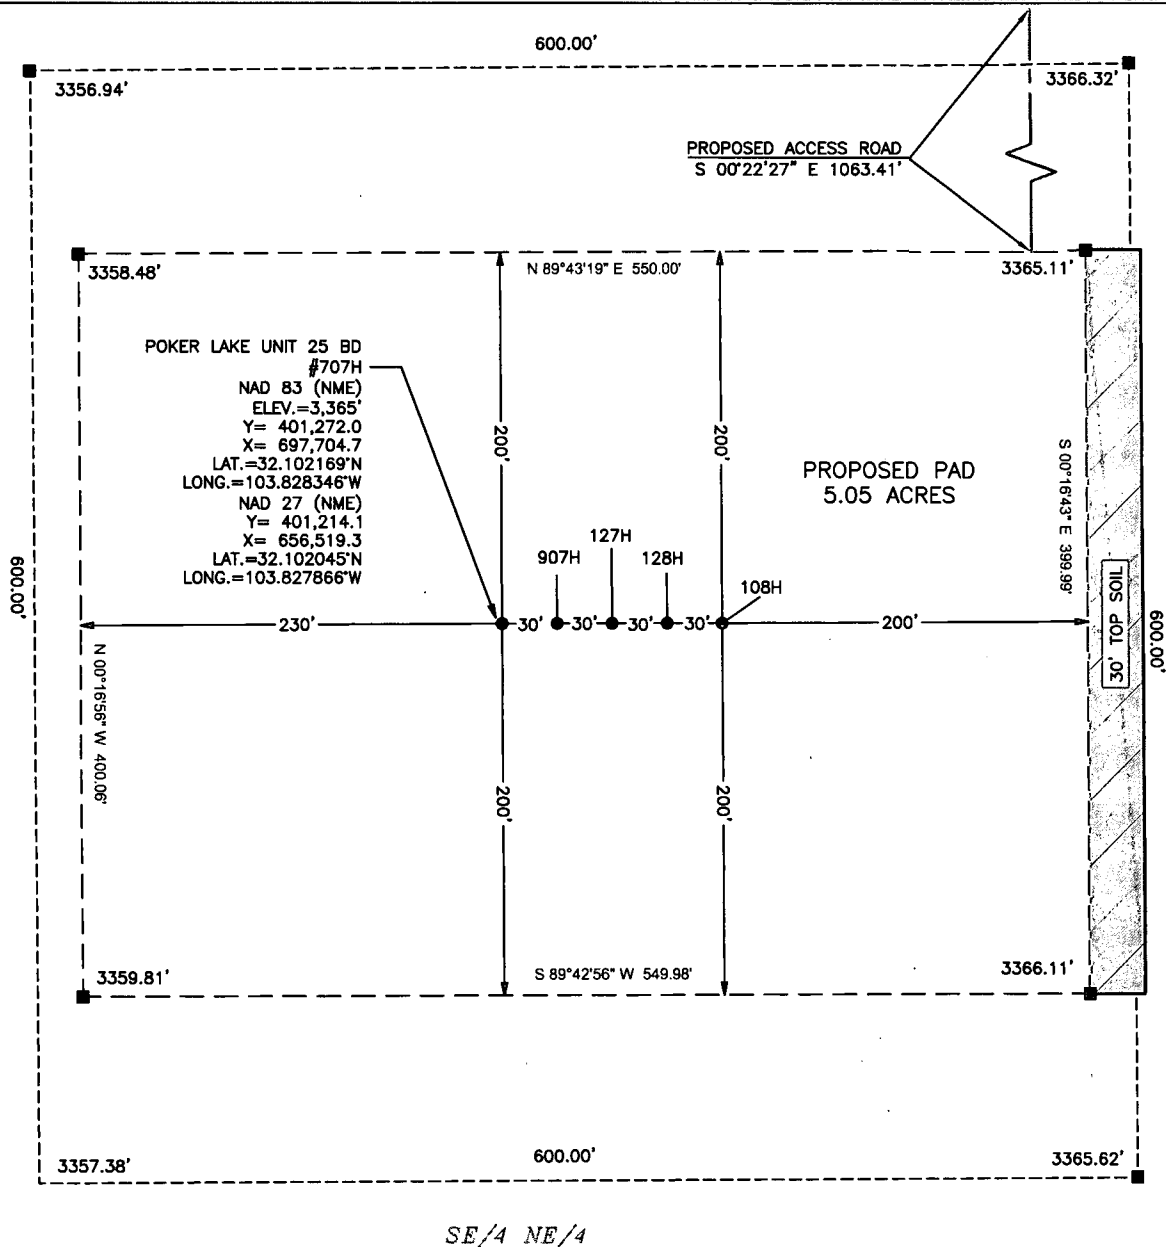 600.00'
3356.94'
3366.32'
PROPOSED ACCESS ROAD
S 00°22'27" E 1063.41'
3358.48'
N 89°43'19" E 550.00'
3365.11'
POKER LAKE UNIT 25 BD
#707H
NAD 83 (NME)
ELEV.=3,365'
Y= 401,272.0
X= 697,704.7
LAT.=32.102169°N
LONG.=103.828346°W
NAD 27 (NME)
Y= 401,214.1
X= 656,519.3
LAT.=32.102045°N
LONG.=103.827866°W
200'
200'
PROPOSED PAD
5.05 ACRES
S 00°16'43" E 399.99'
907H
127H
128H
108H
600.00'
230'
30'
30'
30'
30'
200'
30' TOP SOIL
600.00'
N 00°16'56" W 400.06'
200'
200'
3359.81'
S 89°42'56" W 549.98'
3366.11'
3357.38'
600.00'
3365.62'
SE/4 NE/4